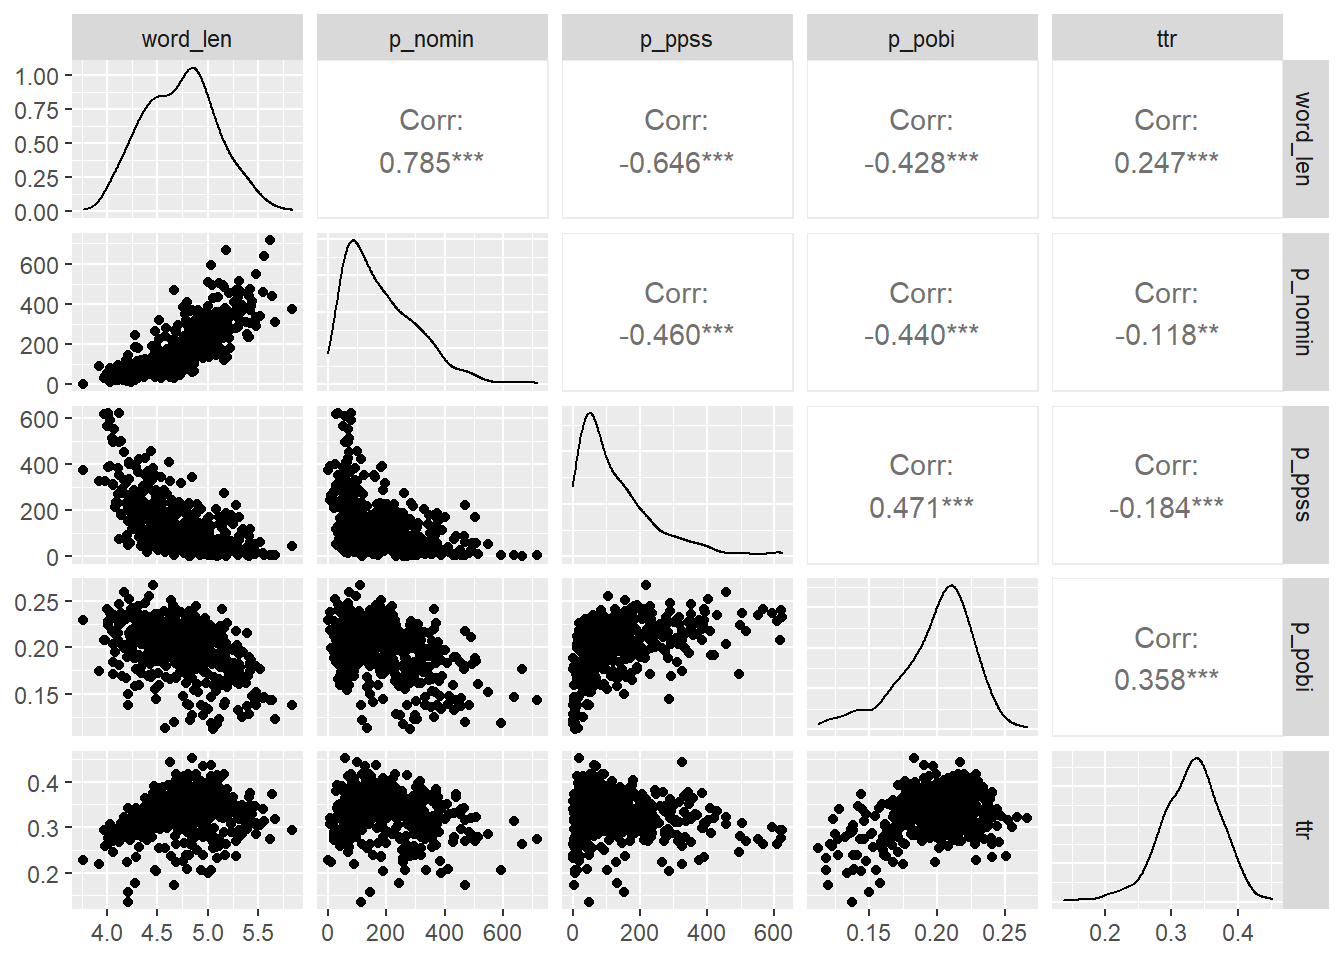 word_len p_nomin p_ppss p_pobi ttr
1.00
0.75
0.50
0.25
0.00
Corr:
0.785***
Corr:
-0.646***
Corr:
-0.428***
Corr:
0.247***
word_len
600
400
200
0
Corr:
-0.460***
Corr:
-0.440***
Corr:
-0.118**
p_nomin
600
400
200
0
Corr:
0.471***
Corr:
-0.184***
p_ppss
0.25
0.20
0.15
Corr:
0.358***
p_pobi
0.4
0.3
0.2
ttr
4.0 4.5 5.0 5.5 0 200 400 600 0 200 400 600 0.15 0.20 0.25 0.2 0.3 0.4